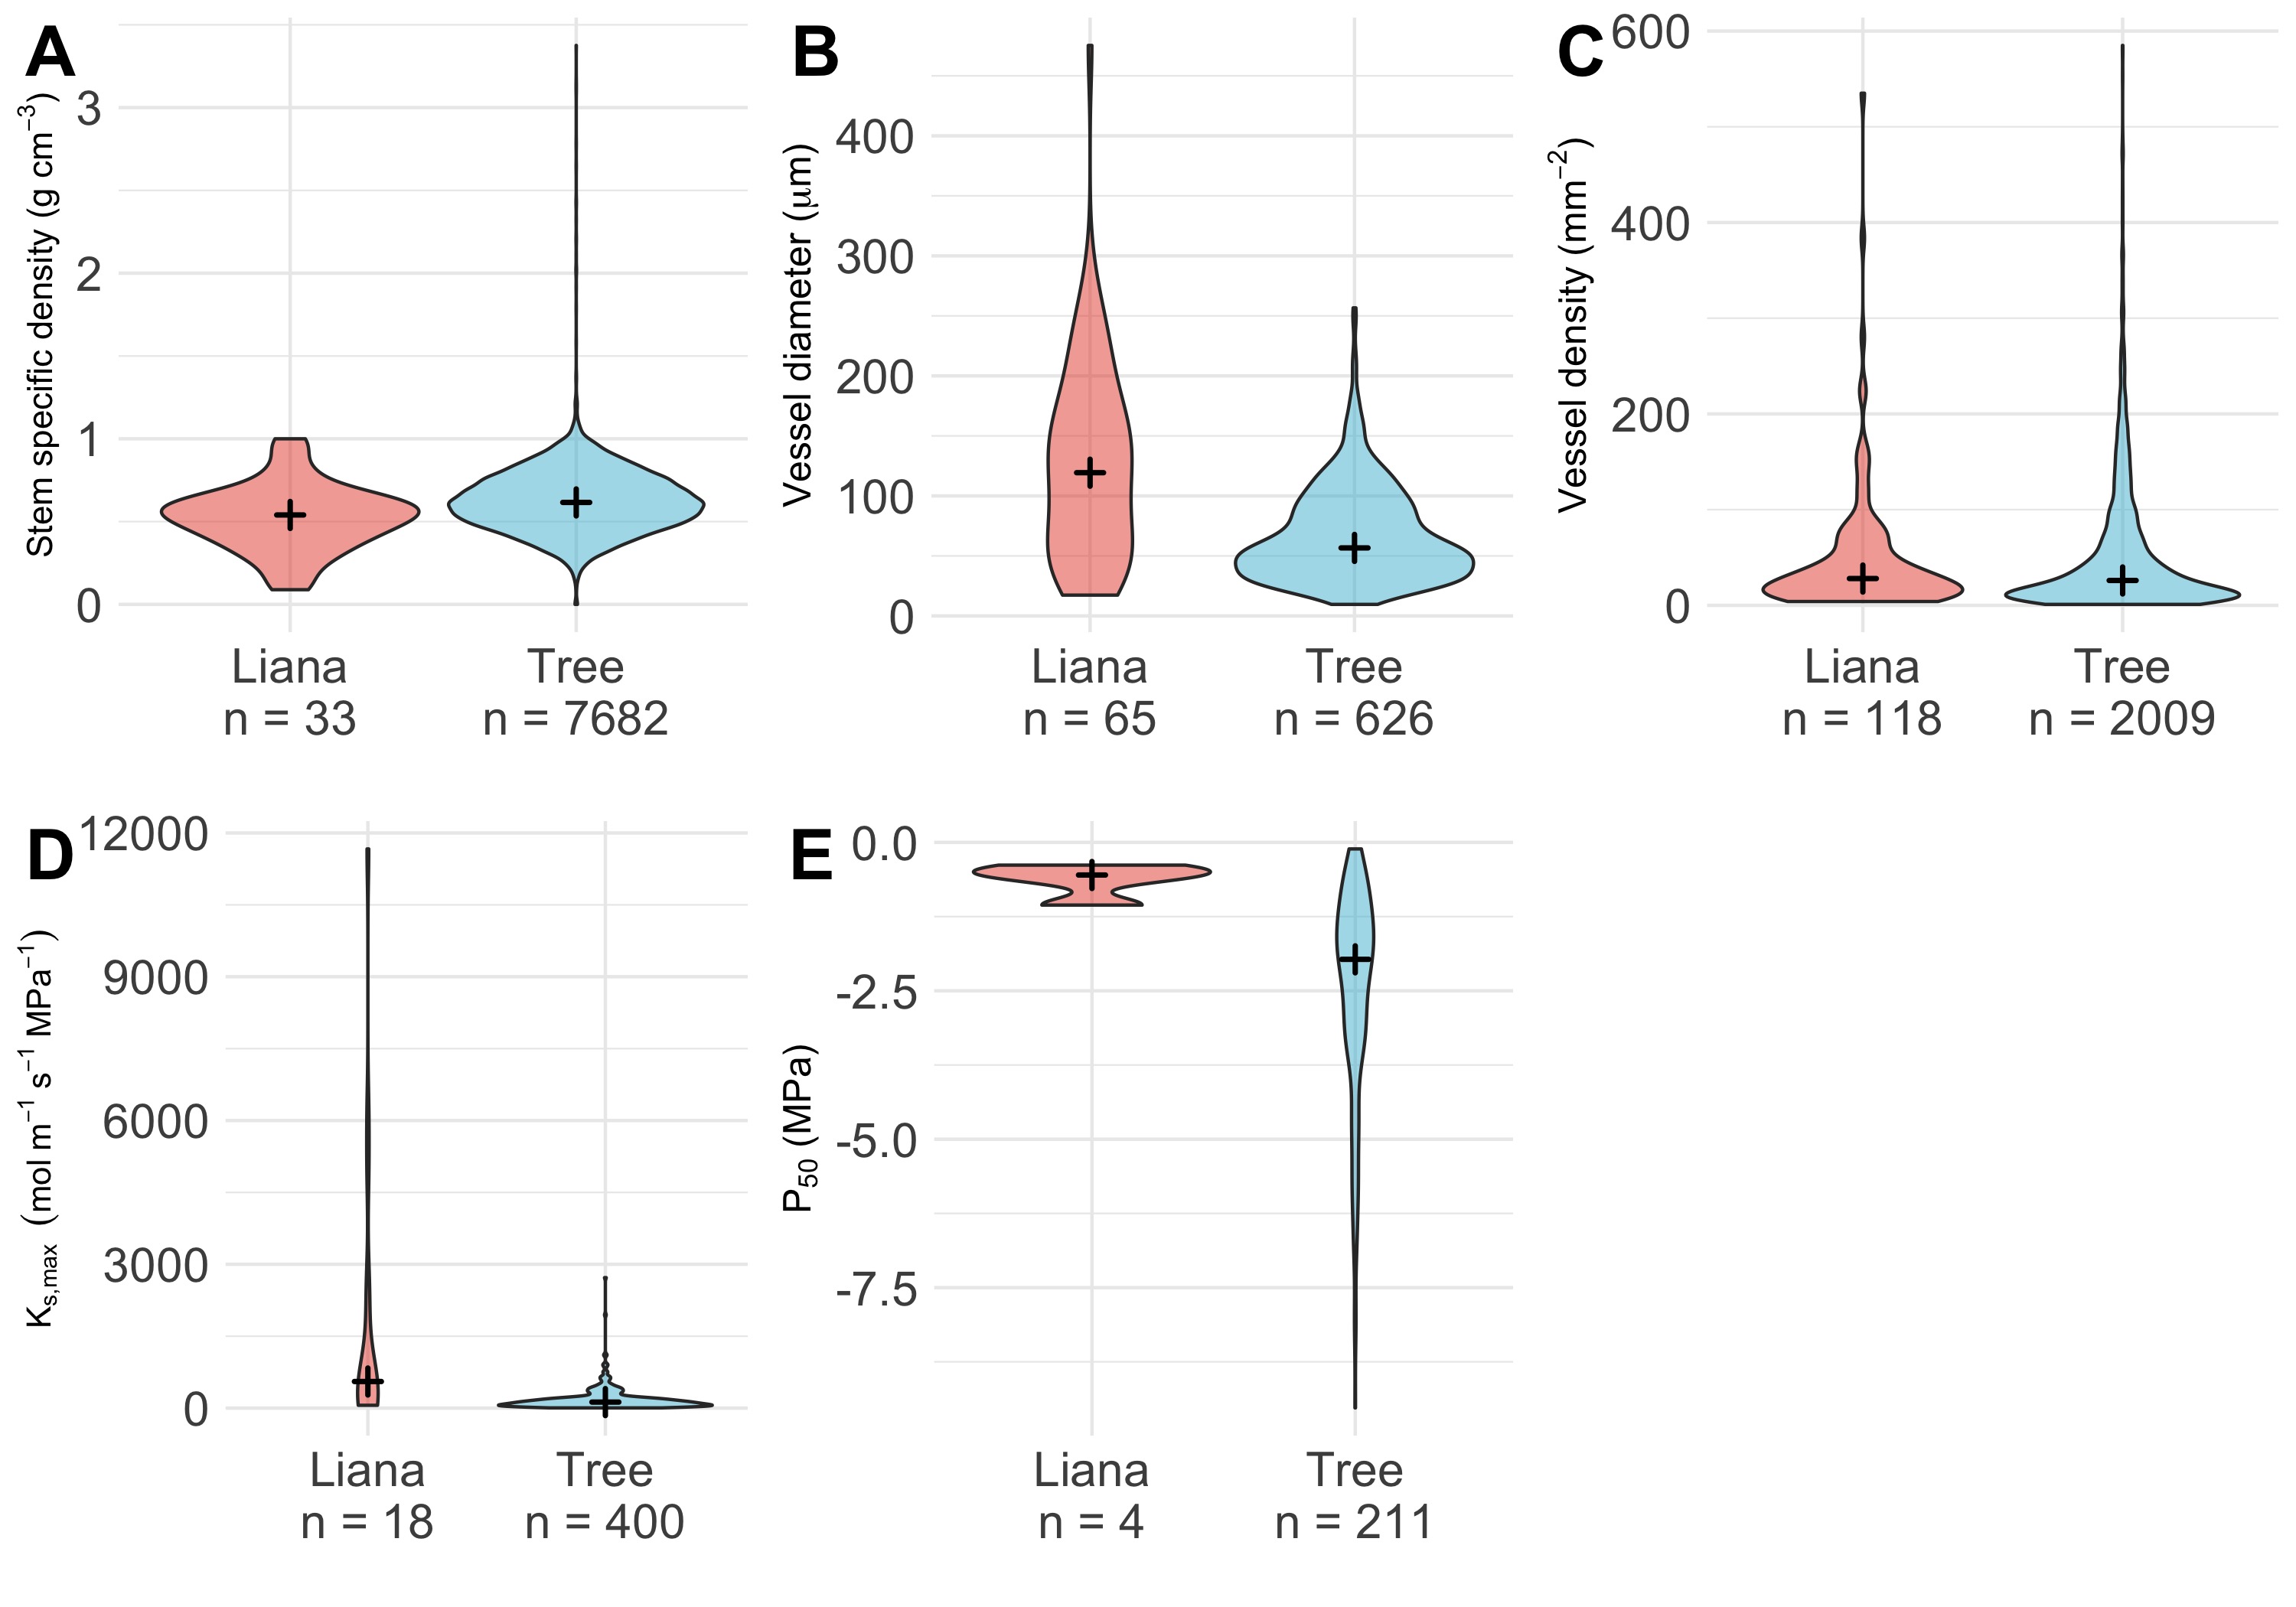 A
Stem specific density (g cm⁻³)
3
2
1
0
Liana
n = 33
Tree
n = 7682
B
Vessel diameter (μm)
400
300
200
100
0
Liana
n = 65
Tree
n = 626
C
Vessel density (mm⁻²)
600
400
200
0
Liana
n = 118
Tree
n = 2009
D
Kₛ,ₘₐₓ (mol m⁻¹ s⁻¹ MPa⁻¹)
12000
9000
6000
3000
0
Liana
n = 18
Tree
n = 400
E
P₅₀ (MPa)
0.0
-2.5
-5.0
-7.5
Liana
n = 4
Tree
n = 211